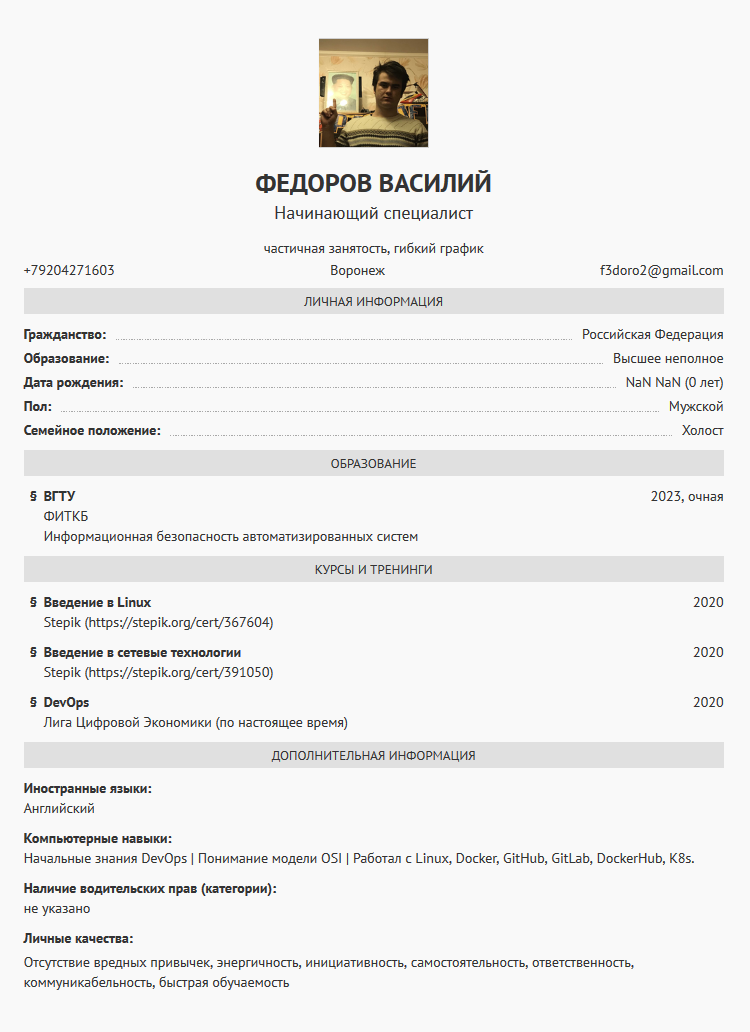 ФЕДОРОВ ВАСИЛИЙ
Начинающий специалист
частичная занятость, гибкий график
+79204271603 Воронеж f3doro2@gmail.com
ЛИЧНАЯ ИНФОРМАЦИЯ
Гражданство: Российская Федерация
Образование: Высшее неполное
Дата рождения: NaN NaN (0 лет)
Пол: Мужской
Семейное положение: Холост
ОБРАЗОВАНИЕ
§ ВГТУ 2023, очная
ФИТКБ
Информационная безопасность автоматизированных систем
КУРСЫ И ТРЕНИНГИ
§ Введение в Linux 2020
Stepik (https://stepik.org/cert/367604)
§ Введение в сетевые технологии 2020
Stepik (https://stepik.org/cert/391050)
§ DevOps 2020
Лига Цифровой Экономики (по настоящее время)
ДОПОЛНИТЕЛЬНАЯ ИНФОРМАЦИЯ
Иностранные языки:
Английский
Компьютерные навыки:
Начальные знания DevOps | Понимание модели OSI | Работал с Linux, Docker, GitHub, GitLab, DockerHub, K8s.
Наличие водительских прав (категории):
не указано
Личные качества:
Отсутствие вредных привычек, энергичность, инициативность, самостоятельность, ответственность,
коммуникабельность, быстрая обучаемость